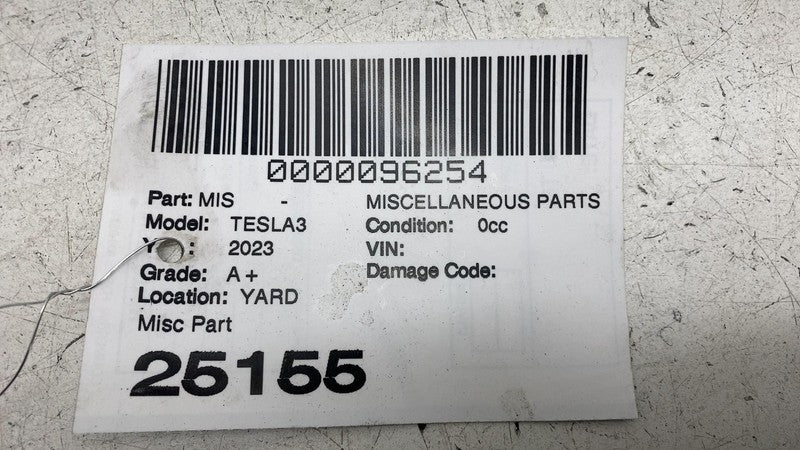 0000096254
Part: MIS - MISCELLANEOUS PARTS
Model: TESLA3 Condition: 0cc
Y : 2023 VIN:
Grade: A+ Damage Code:
Location: YARD
Misc Part
25155